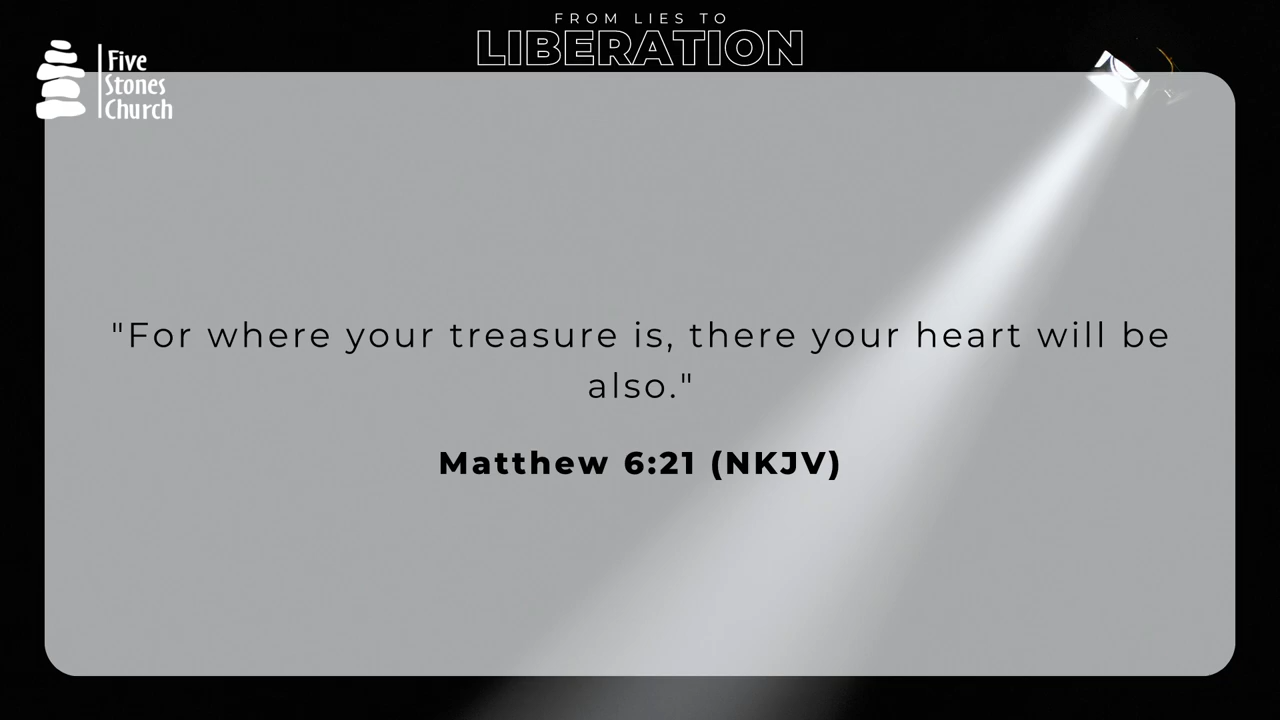 FROM LIES TO
LIBERATION
Five
Stones
Church
"For where your treasure is, there your heart will be
also."
Matthew 6:21 (NKJV)